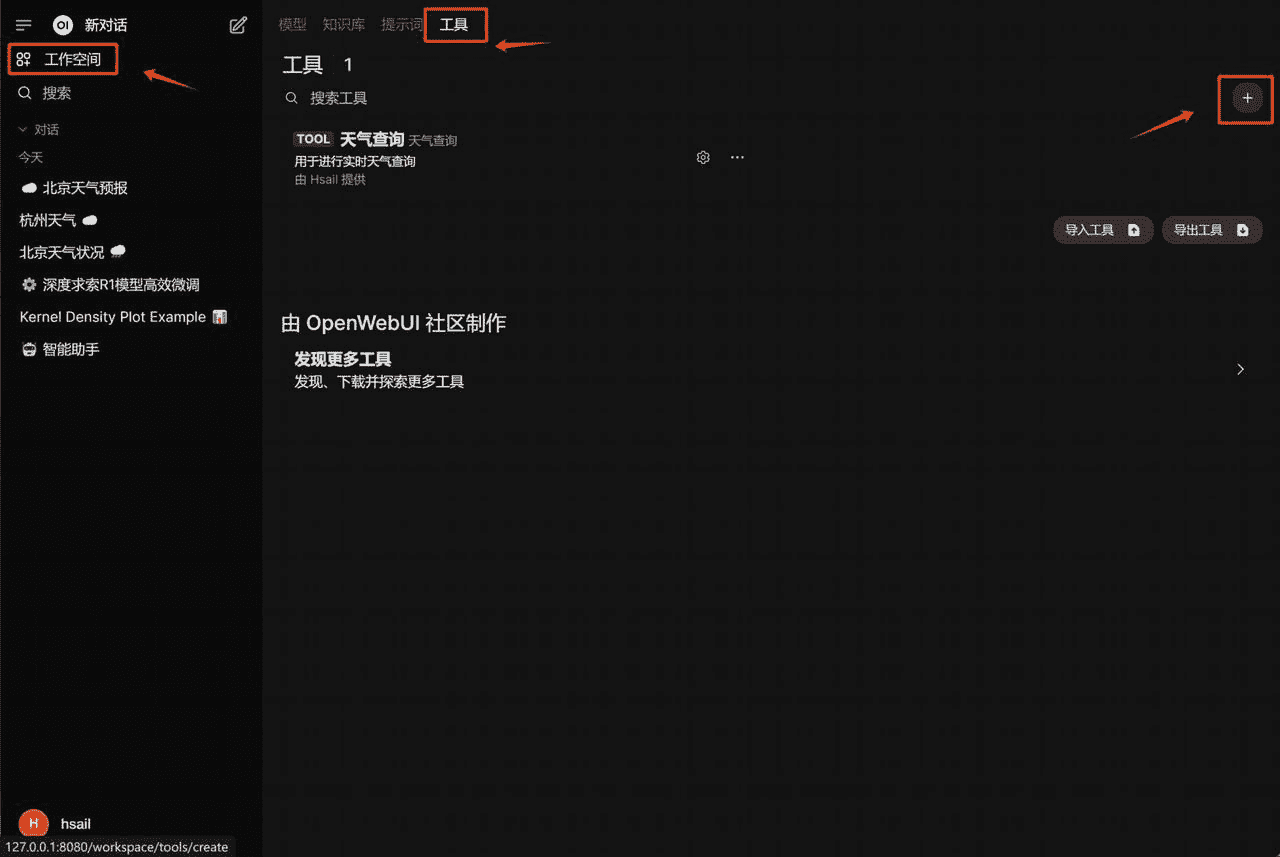 OI 新对话
工作空间
搜索
对话
今天
北京天气预报
杭州天气
北京天气状况
深度求索R1模型高效微调
Kernel Density Plot Example
智能助手
H hsail
127.0.0.1:8080/workspace/tools/create
模型 知识库 提示词 工具
工具 1
搜索工具
TOOL 天气查询 天气查询
用于进行实时天气查询
由 Hsail 提供
导入工具 导出工具
由 OpenWebUI 社区制作
发现更多工具
发现、下载并探索更多工具